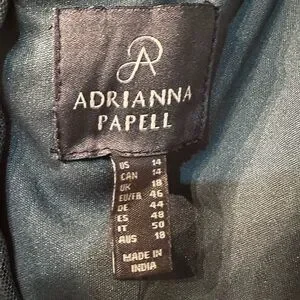 ADRIANNA
PAPELL
US 14
CAN 14
UK 18
EU/FR 46
DE 44
ES 48
IT 50
AUS 18
MADE IN
INDIA